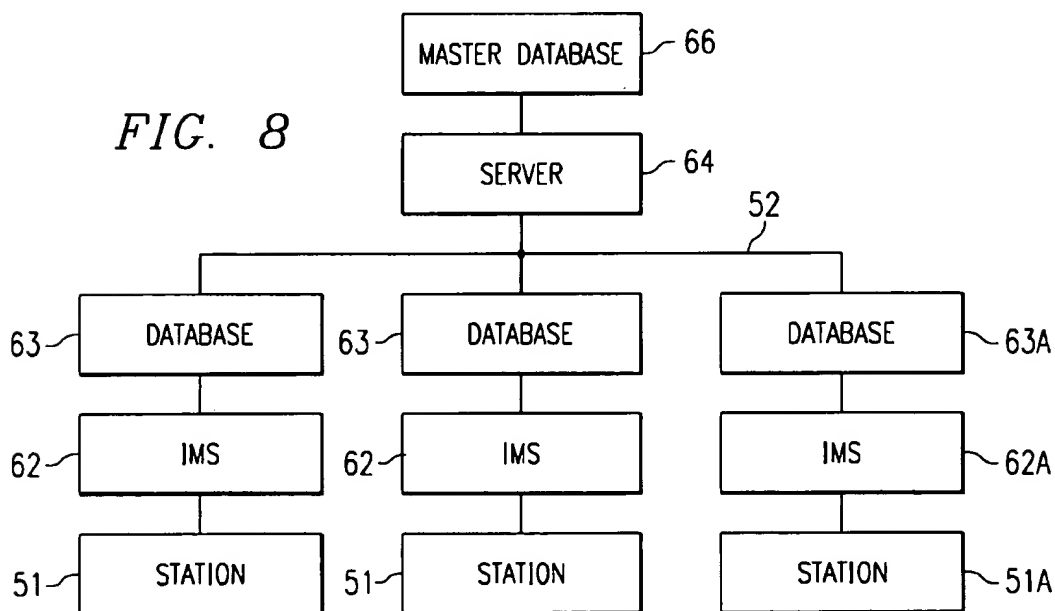 MASTER DATABASE 66
FIG. 8
SERVER 64
52
63 DATABASE 63 DATABASE DATABASE 63A
62 IMS 62 IMS IMS 62A
51 STATION 51 STATION STATION 51A